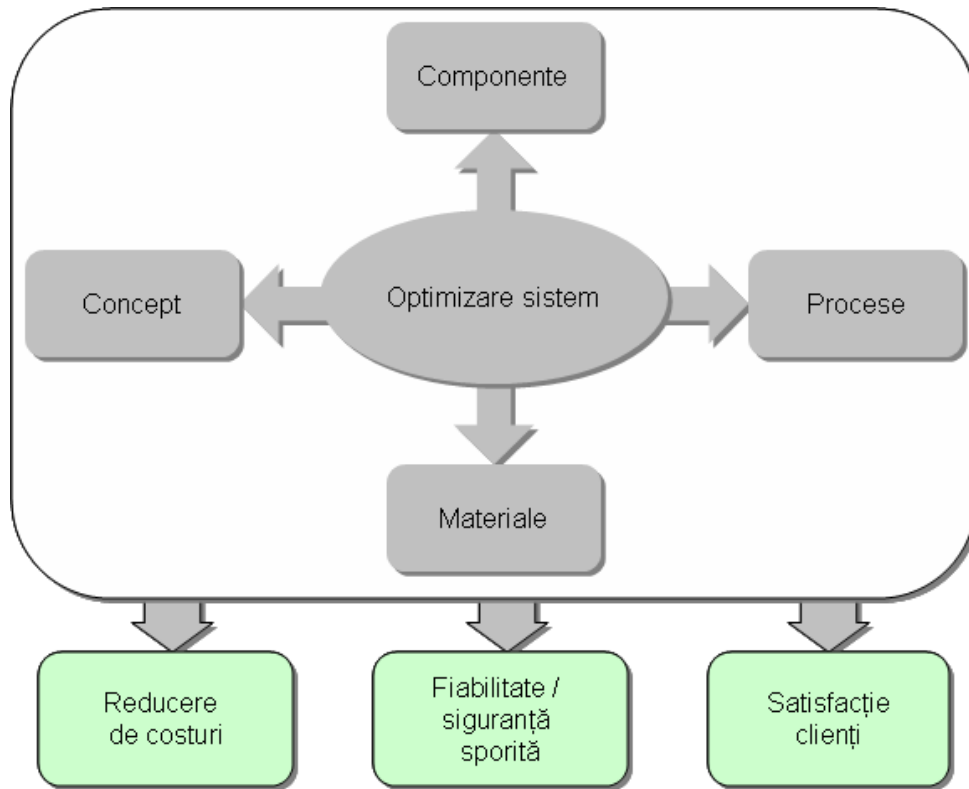 Componente
Concept
Optimizare sistem
Procese
Materiale
Reducere
de costuri
Fiabilitate /
siguranță
sporită
Satisfacție
clienți